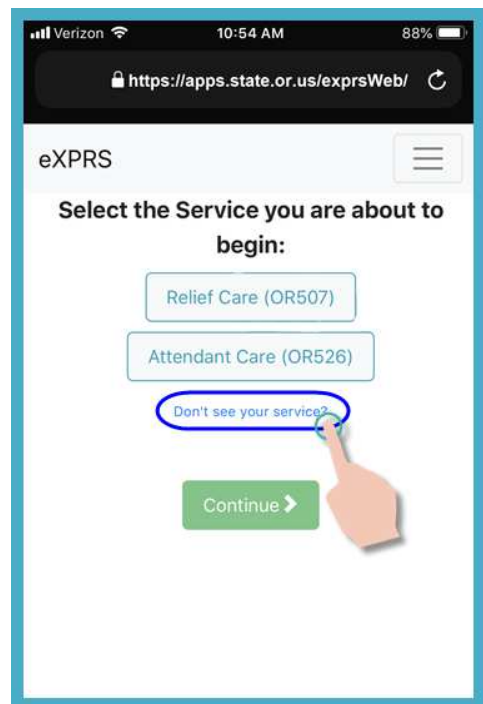 Verizon 10:54 AM 88%
https://apps.state.or.us/exprsWeb/
eXPRS
Select the Service you are about to
begin:
Relief Care (OR507)
Attendant Care (OR526)
Don't see your service?
Continue